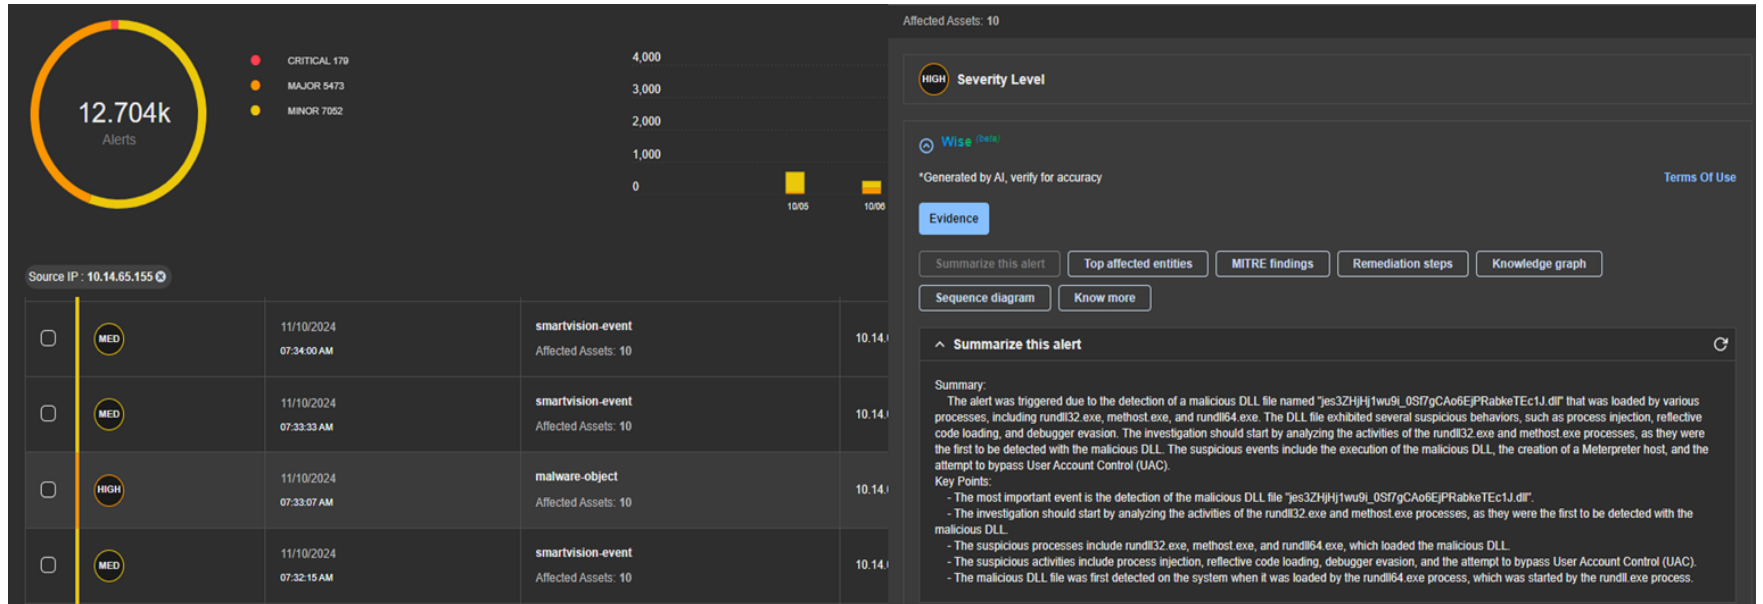 12.704k
Alerts
CRITICAL 179
MAJOR 5473
MINOR 7052
4,000
3,000
2,000
1,000
0
10/05
10/06
Source IP : 10.14.65.155
MED
11/10/2024
07:34:00 AM
smartvision-event
Affected Assets: 10
10.14.
MED
11/10/2024
07:33:33 AM
smartvision-event
Affected Assets: 10
10.14.
HIGH
11/10/2024
07:33:07 AM
malware-object
Affected Assets: 10
10.14.
MED
11/10/2024
07:32:15 AM
smartvision-event
Affected Assets: 10
10.14.
Affected Assets: 10
HIGH Severity Level
Wise (beta)
*Generated by AI, verify for accuracy
Terms Of Use
Evidence
Summarize this alert
Top affected entities
MITRE findings
Remediation steps
Knowledge graph
Sequence diagram
Know more
Summarize this alert
Summary:
The alert was triggered due to the detection of a malicious DLL file named "jes3ZHjHj1wu9i_0Sf7gCAo6EjPRabkeTEc1J.dll" that was loaded by various
processes, including rundll32.exe, methost.exe, and rundll64.exe. The DLL file exhibited several suspicious behaviors, such as process injection, reflective
code loading, and debugger evasion. The investigation should start by analyzing the activities of the rundll32.exe and methost.exe processes, as they were
the first to be detected with the malicious DLL. The suspicious events include the execution of the malicious DLL, the creation of a Meterpreter host, and the
attempt to bypass User Account Control (UAC).
Key Points:
- The most important event is the detection of the malicious DLL file "jes3ZHjHj1wu9i_0Sf7gCAo6EjPRabkeTEc1J.dll".
- The investigation should start by analyzing the activities of the rundll32.exe and methost.exe processes, as they were the first to be detected with the
malicious DLL.
- The suspicious processes include rundll32.exe, methost.exe, and rundll64.exe, which loaded the malicious DLL.
- The suspicious activities include process injection, reflective code loading, debugger evasion, and the attempt to bypass User Account Control (UAC).
- The malicious DLL file was first detected on the system when it was loaded by the rundll64.exe process, which was started by the rundll.exe process.